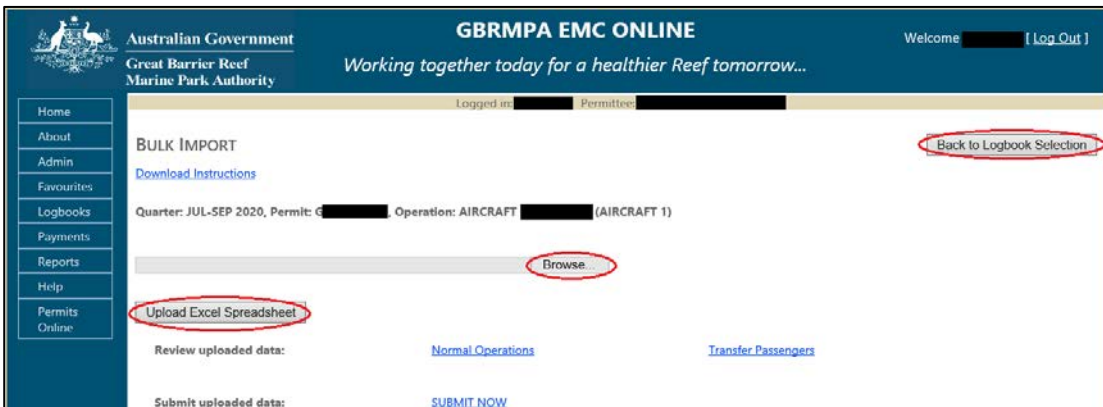 Australian Government
Great Barrier Reef
Marine Park Authority
GBRMPA EMC ONLINE
Working together today for a healthier Reef tomorrow...
Welcome [ Log Out ]
Logged in: Permittee:
Home
About
Admin
Favourites
Logbooks
Payments
Reports
Help
Permits
Online
BULK IMPORT
Back to Logbook Selection
Download Instructions
Quarter: JUL-SEP 2020, Permit: G , Operation: AIRCRAFT (AIRCRAFT 1)
Browse...
Upload Excel Spreadsheet
Review uploaded data: Normal Operations Transfer Passengers
Submit uploaded data: SUBMIT NOW